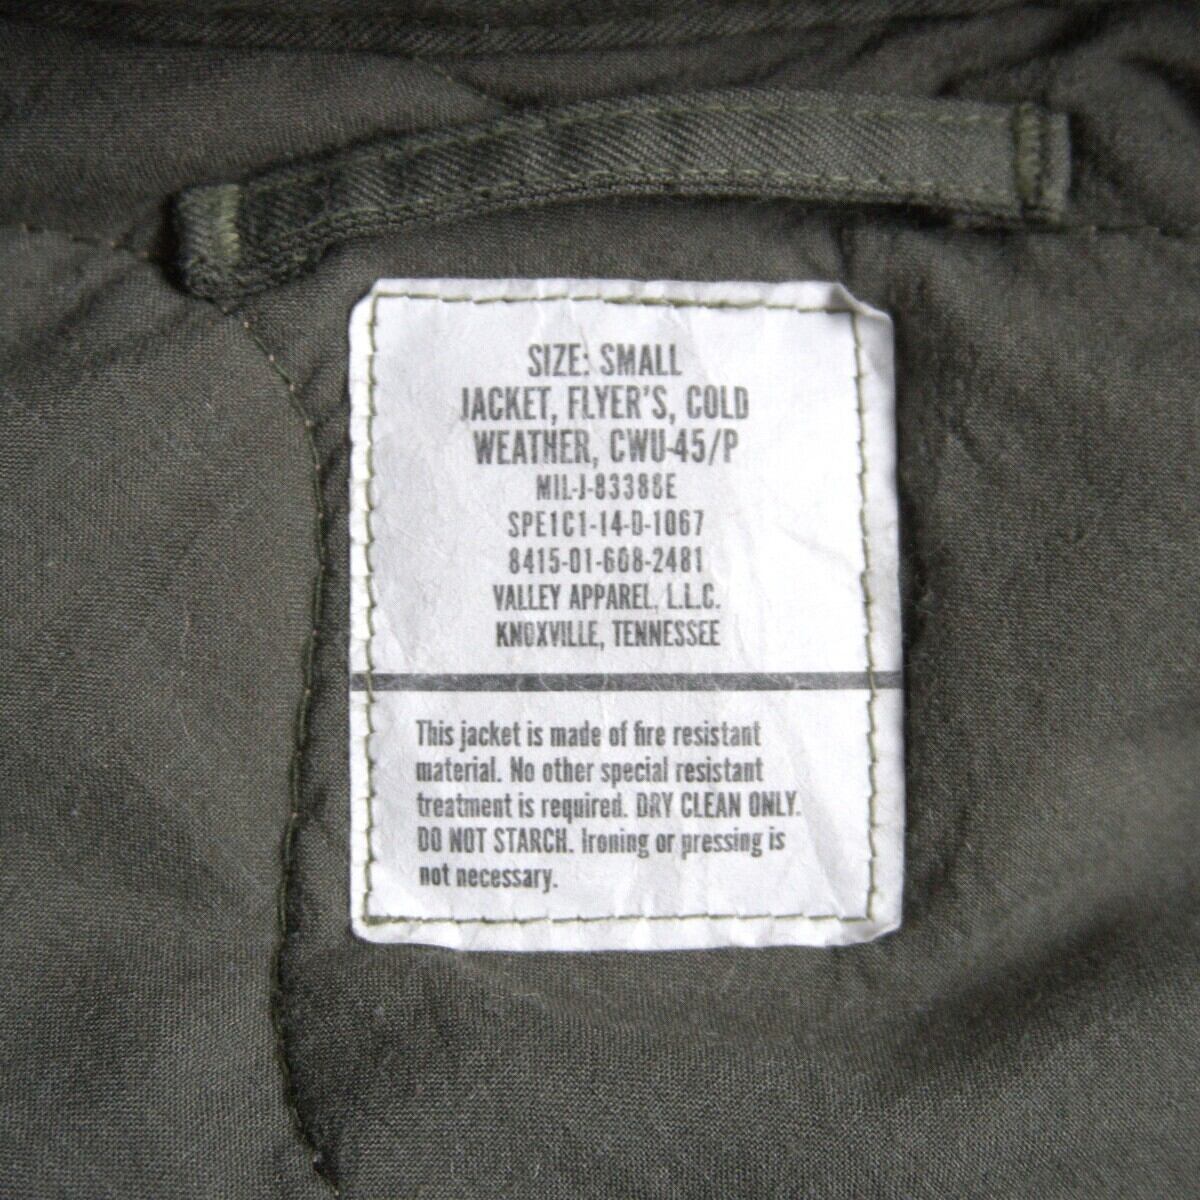 SIZE: SMALL
JACKET, FLYER'S, COLD
WEATHER, CWU-45/P
MIL-J-83388E
SPE1C1-14-D-1067
8415-01-608-2481
VALLEY APPAREL, L.L.C.
KNOXVILLE, TENNESSEE
This jacket is made of fire resistant
material. No other special resistant
treatment is required. DRY CLEAN ONLY.
DO NOT STARCH. Ironing or pressing is
not necessary.